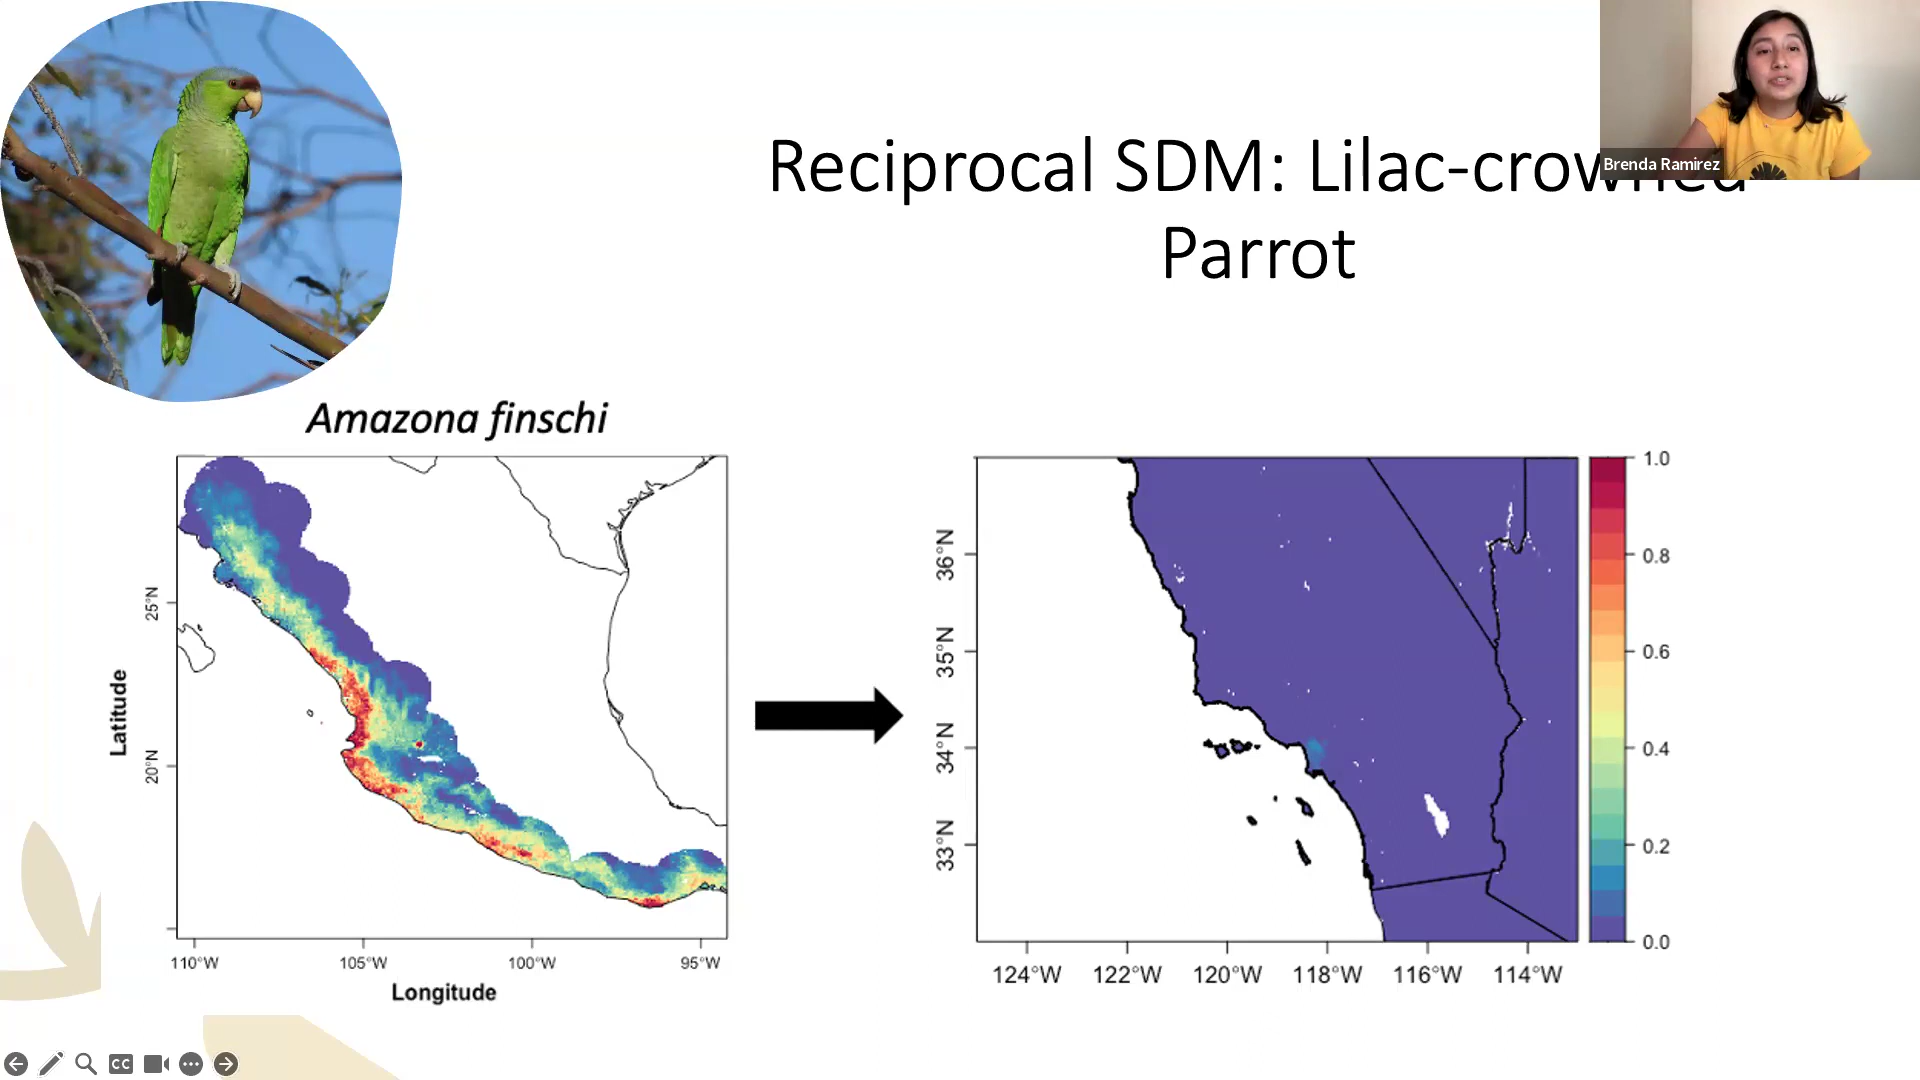 Reciprocal SDM: Lilac-crowned
Parrot
Brenda Ramirez
Amazona finschi
Latitude
25°N
20°N
110°W
105°W
100°W
95°W
Longitude
36°N
35°N
34°N
33°N
124°W
122°W
120°W
118°W
116°W
114°W
1.0
0.8
0.6
0.4
0.2
0.0
CC